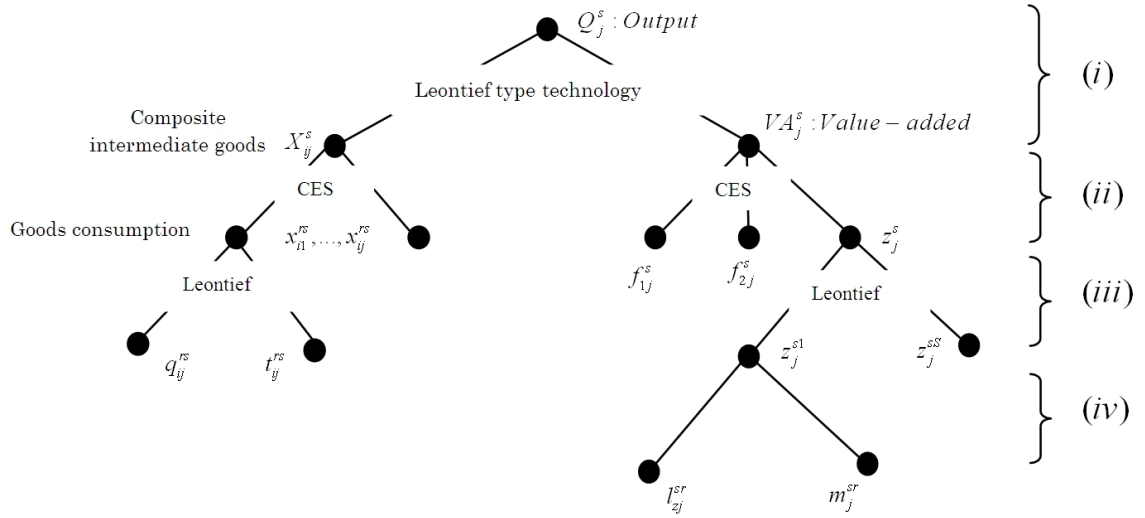 Q_j^s : Output
(i)
Leontief type technology
Composite
intermediate goods X_ij^s
VA_j^s : Value − added
CES
CES
(ii)
Goods consumption
x_i1^rs ,..., x_ij^rs
z_j^s
f_1j^s
f_2j^s
Leontief
Leontief
(iii)
q_ij^rs
t_ij^rs
z_j^s1
z_j^sS
(iv)
l_zj^sr
m_j^sr